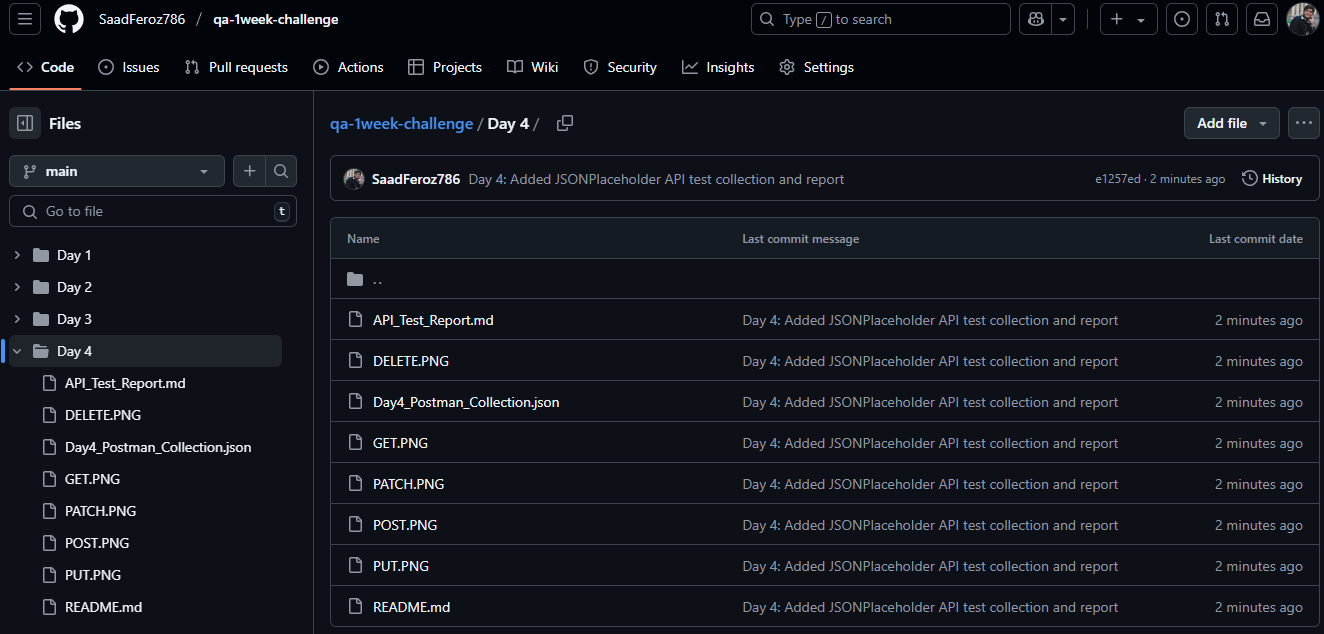 SaadFeroz786 / qa-1week-challenge
Type / to search
Code Issues Pull requests Actions Projects Wiki Security Insights Settings
Files
main
Go to file t
Day 1
Day 2
Day 3
Day 4
API_Test_Report.md
DELETE.PNG
Day4_Postman_Collection.json
GET.PNG
PATCH.PNG
POST.PNG
PUT.PNG
README.md
qa-1week-challenge / Day 4 /
Add file
SaadFeroz786 Day 4: Added JSONPlaceholder API test collection and report e1257ed · 2 minutes ago History
Name Last commit message Last commit date
..
API_Test_Report.md Day 4: Added JSONPlaceholder API test collection and report 2 minutes ago
DELETE.PNG Day 4: Added JSONPlaceholder API test collection and report 2 minutes ago
Day4_Postman_Collection.json Day 4: Added JSONPlaceholder API test collection and report 2 minutes ago
GET.PNG Day 4: Added JSONPlaceholder API test collection and report 2 minutes ago
PATCH.PNG Day 4: Added JSONPlaceholder API test collection and report 2 minutes ago
POST.PNG Day 4: Added JSONPlaceholder API test collection and report 2 minutes ago
PUT.PNG Day 4: Added JSONPlaceholder API test collection and report 2 minutes ago
README.md Day 4: Added JSONPlaceholder API test collection and report 2 minutes ago